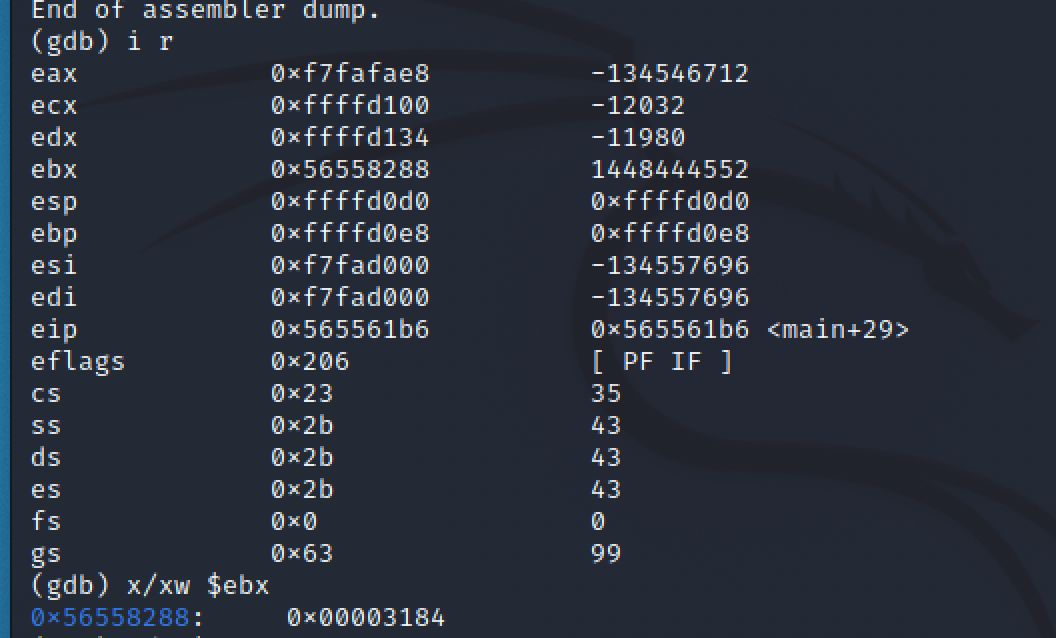 End of assembler dump.
(gdb) i r
eax 0×f7fafae8 -134546712
ecx 0×ffffd100 -12032
edx 0×ffffd134 -11980
ebx 0×56558288 1448444552
esp 0×ffffd0d0 0×ffffd0d0
ebp 0×ffffd0e8 0×ffffd0e8
esi 0×f7fad000 -134557696
edi 0×f7fad000 -134557696
eip 0×565561b6 0×565561b6 <main+29>
eflags 0×206 [ PF IF ]
cs 0×23 35
ss 0×2b 43
ds 0×2b 43
es 0×2b 43
fs 0×0 0
gs 0×63 99
(gdb) x/xw $ebx
0×56558288: 0×00003184